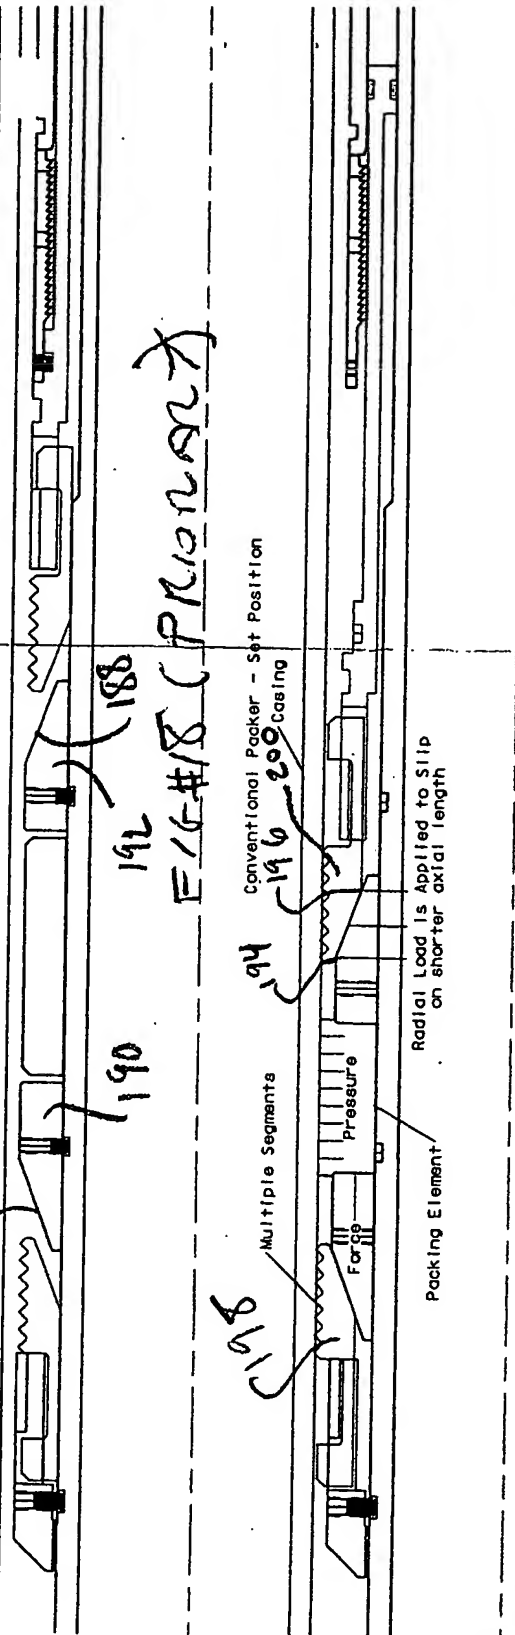 188
192
190
FIG#18 (PRIOR ART)
Conventional Packer - Set Position
Casing
200
196
194
Multiple Segments
198
Pressure
Force
Radial Load is Applied to Slip
on shorter axial length
Packing Element